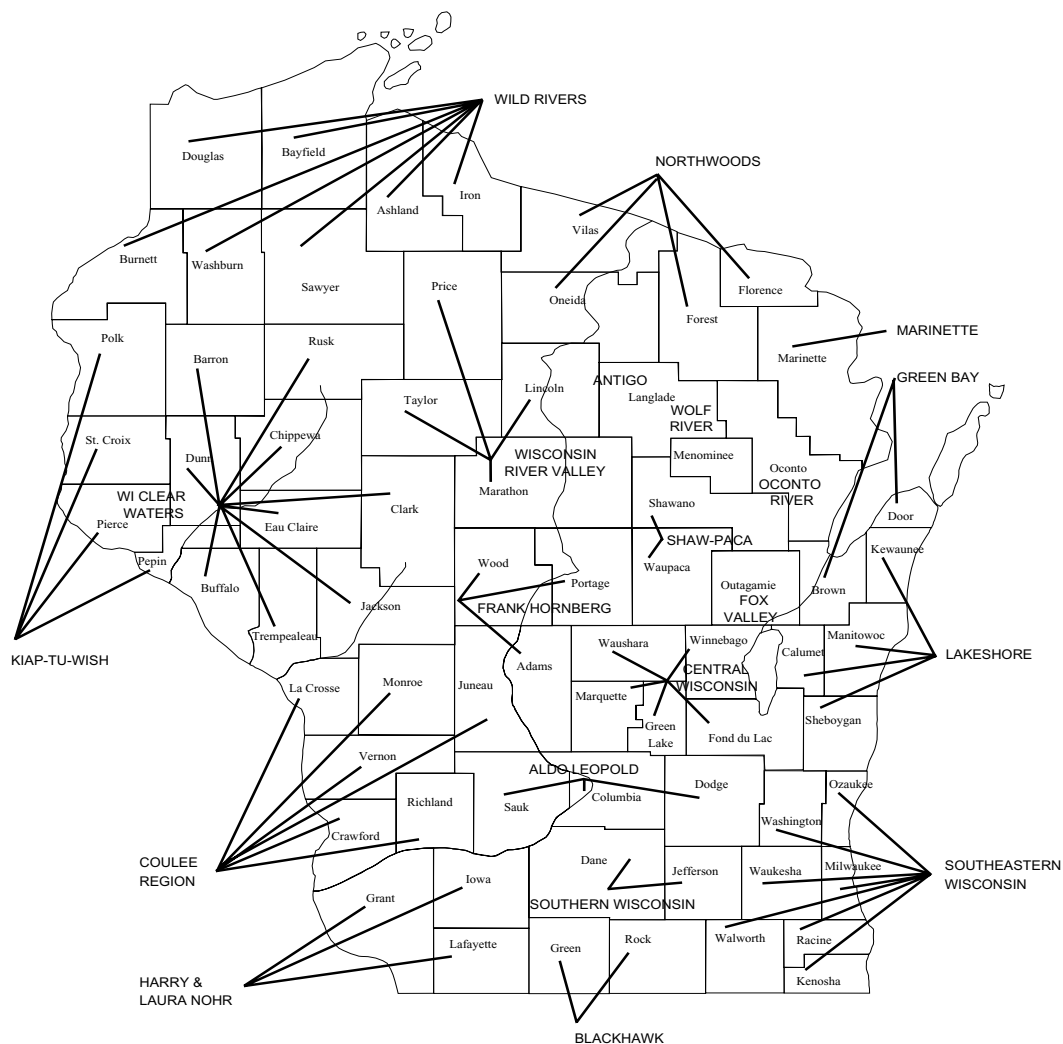 WILD RIVERS
Douglas
Bayfield
Ashland
Iron
NORTHWOODS
Vilas
Burnett
Washburn
Sawyer
Price
Oneida
Florence
Forest
MARINETTE
Marinette
Polk
Barron
Rusk
GREEN BAY
Taylor
Lincoln
ANTIGO
Langlade
WOLF
RIVER
St. Croix
Dunn
Chippewa
WISCONSIN
RIVER VALLEY
Marathon
Menominee
Oconto
OCONTO
RIVER
WI CLEAR
WATERS
Pierce
Eau Claire
Clark
Shawano
SHAW-PACA
Waupaca
Door
Kewaunee
Pepin
Buffalo
Wood
Portage
FRANK HORNBERG
Outagamie
FOX
VALLEY
Brown
Jackson
Trempealeau
KIAP-TU-WISH
Adams
Waushara
Winnebago
Calumet
Manitowoc
LAKESHORE
La Crosse
Monroe
Juneau
CENTRAL
WISCONSIN
Marquette
Green
Lake
Fond du Lac
Sheboygan
Vernon
ALDO LEOPOLD
Richland
Sauk
Columbia
Dodge
Ozaukee
Washington
Crawford
COULEE
REGION
Dane
Jefferson
Waukesha
Milwaukee
SOUTHEASTERN
WISCONSIN
Iowa
Grant
SOUTHERN WISCONSIN
Lafayette
Green
Rock
Walworth
Racine
Kenosha
HARRY &
LAURA NOHR
BLACKHAWK